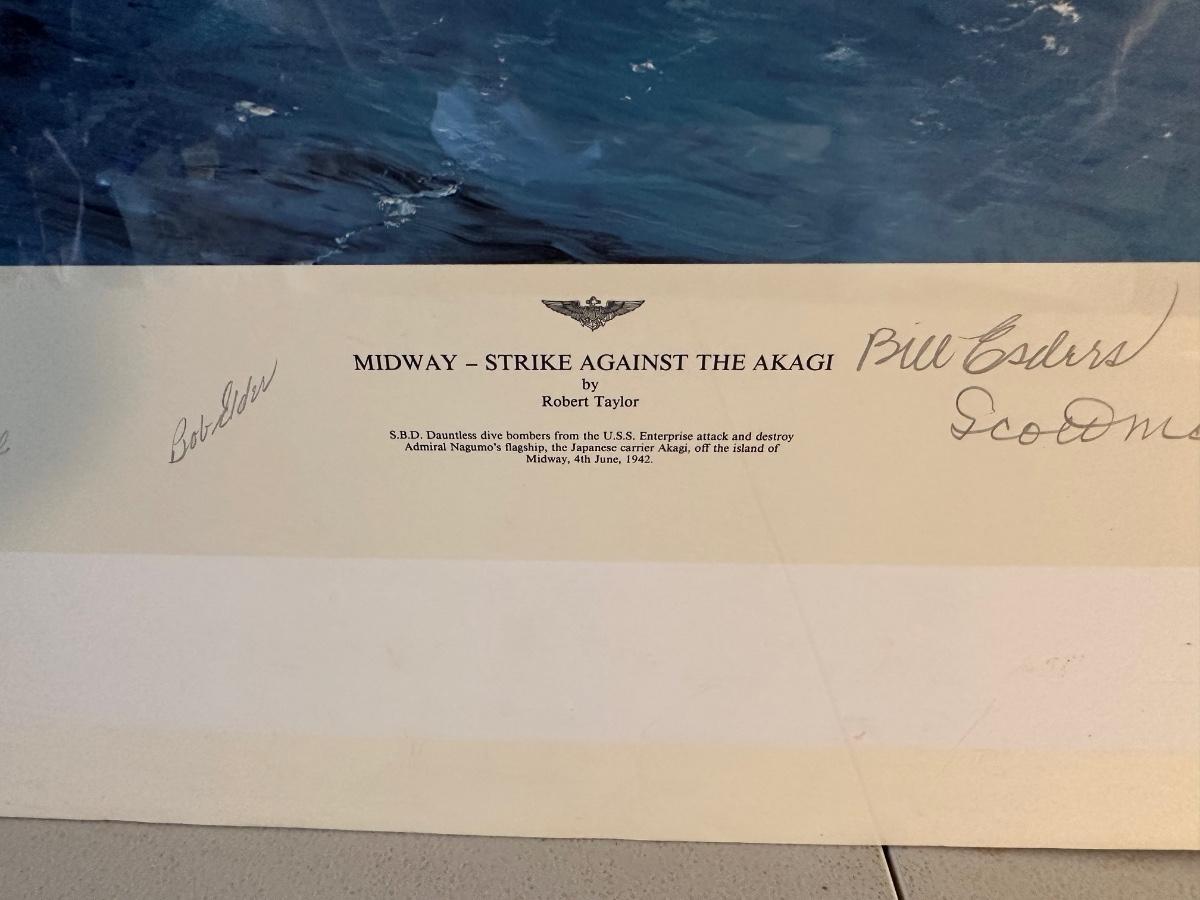 MIDWAY – STRIKE AGAINST THE AKAGI
by
Robert Taylor
S.B.D. Dauntless dive bombers from the U.S.S. Enterprise attack and destroy
Admiral Nagumo's flagship, the Japanese carrier Akagi, off the island of
Midway, 4th June, 1942.
Bob Elder
Bill Esders